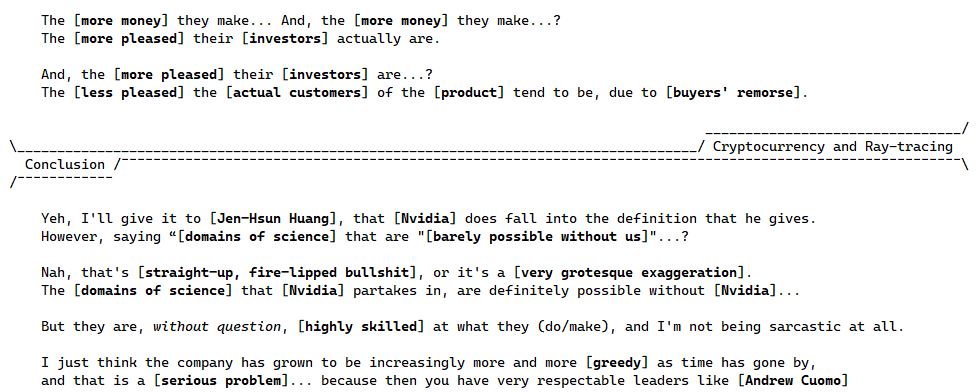 The [more money] they make... And, the [more money] they make...?
The [more pleased] their [investors] actually are.
And, the [more pleased] their [investors] are...?
The [less pleased] the [actual customers] of the [product] tend to be, due to [buyers' remorse].
Cryptocurrency and Ray-tracing
Conclusion
Yeh, I'll give it to [Jen-Hsun Huang], that [Nvidia] does fall into the definition that he gives.
However, saying “[domains of science] that are "[barely possible without us]"...?
Nah, that's [straight-up, fire-lipped bullshit], or it's a [very grotesque exaggeration].
The [domains of science] that [Nvidia] partakes in, are definitely possible without [Nvidia]...
But they are, without question, [highly skilled] at what they (do/make), and I'm not being sarcastic at all.
I just think the company has grown to be increasingly more and more [greedy] as time has gone by,
and that is a [serious problem]... because then you have very respectable leaders like [Andrew Cuomo]